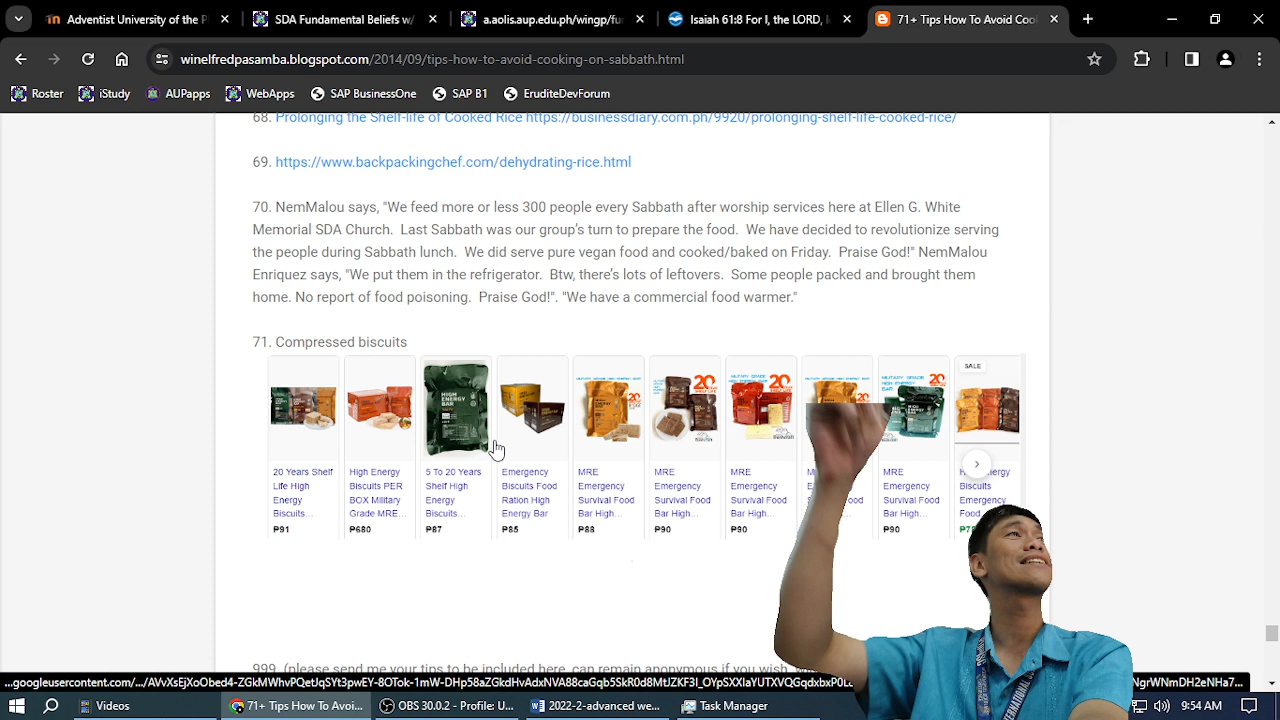 Adventist University of the P
SDA Fundamental Beliefs w/
a.aois.aup.edu.ph/wingp/fu
Isaiah 61:8 For I, the LORD, l
71+ Tips How To Avoid Coo
winelfredpasamba.blogspot.com/2014/09/tips-how-to-avoid-cooking-on-sabbath.html
Roster iStudy AUPapps WebApps SAP BusinessOne SAP B1 EruditeDevForum
68. Prolonging the Shelf-life of Cooked Rice https://businessdiary.com.ph/9920/prolonging-shelf-life-cooked-rice/
69. https://www.backpackingchef.com/dehydrating-rice.html
70. NemMalou says, "We feed more or less 300 people every Sabbath after worship services here at Ellen G. White
Memorial SDA Church. Last Sabbath was our group's turn to prepare the food. We have decided to revolutionize serving
the people during Sabbath lunch. We did serve pure vegan food and cooked/baked on Friday. Praise God!" NemMalou
Enriquez says, "We put them in the refrigerator. Btw, there's lots of leftovers. Some people packed and brought them
home. No report of food poisoning. Praise God!". "We have a commercial food warmer."
71. Compressed biscuits
SALE
20 Years Shelf
Life High
Energy
Biscuits...
₱91
High Energy
Biscuits PER
BOX Military
Grade MRE...
₱680
5 To 20 Years
Shelf High
Energy
Biscuits...
₱87
Emergency
Biscuits Food
Ration High
Energy Bar
₱85
MRE
Emergency
Survival Food
Bar High...
₱88
MRE
Emergency
Survival Food
Bar High...
₱90
MRE
Emergency
Survival Food
Bar High...
₱90
MRE
Emergency
Survival Food
Bar High...
₱90
Energy
Biscuits
Emergency
Food...
999. (please send me your tips to be included here, can remain anonymous if you wish,
Videos
71+ Tips How To Avoi...
OBS 30.0.2 - Profile: U...
2022-2-advanced we...
Task Manager
9:54 AM